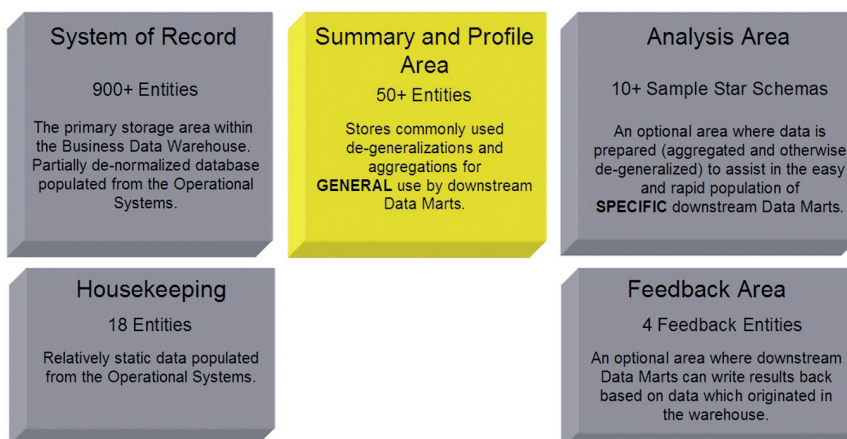 System of Record
900+ Entities
The primary storage area within
the Business Data Warehouse.
Partially de-normalized database
populated from the Operational
Systems.
Summary and Profile
Area
50+ Entities
Stores commonly used
de-generalizations and
aggregations for
GENERAL use by downstream
Data Marts.
Analysis Area
10+ Sample Star Schemas
An optional area where data is
prepared (aggregated and otherwise
de-generalized) to assist in the easy
and rapid population of
SPECIFIC downstream Data Marts.
Housekeeping
18 Entities
Relatively static data populated
from the Operational Systems.
Feedback Area
4 Feedback Entities
An optional area where downstream
Data Marts can write results back
based on data which originated in
the warehouse.